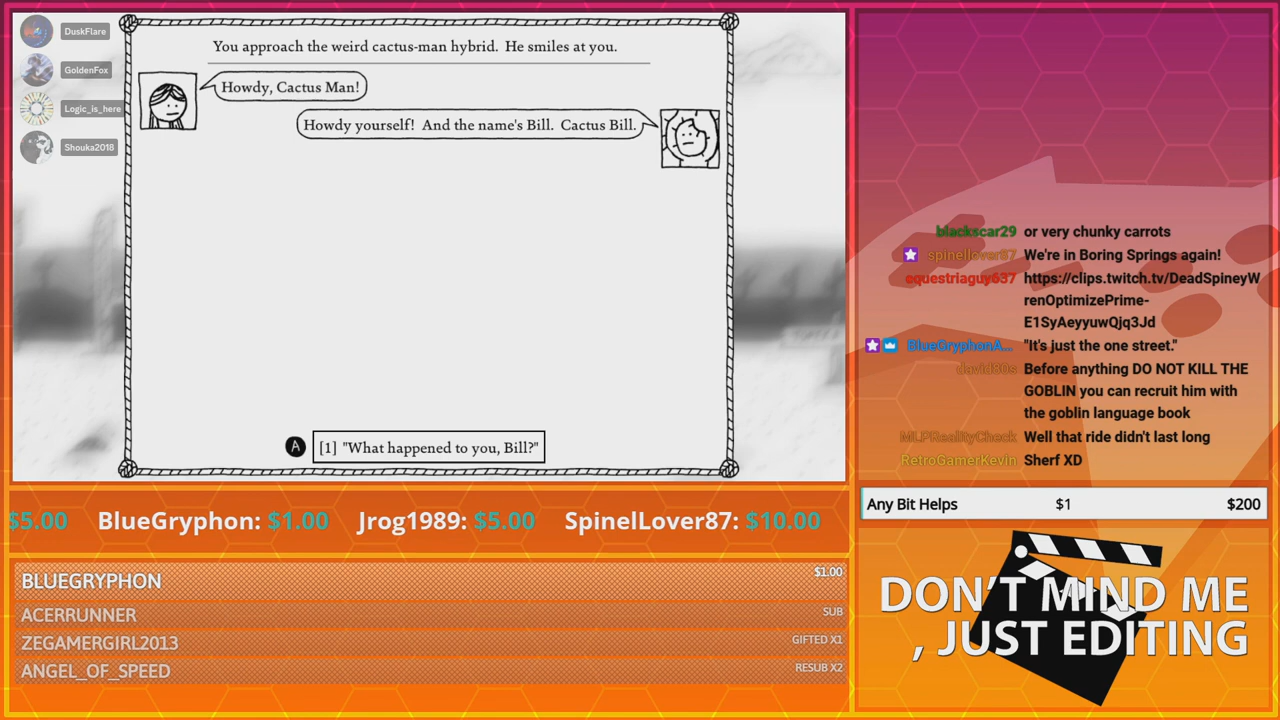 DuskFlare
GoldenFox
Logic_is_here
Shouka2018
You approach the weird cactus-man hybrid.  He smiles at you.
Howdy, Cactus Man!
Howdy yourself!  And the name's Bill.  Cactus Bill.
A
[1] "What happened to you, Bill?"
blackscar29 or very chunky carrots
spinellover87 We're in Boring Springs again!
equestriaguy637 https://clips.twitch.tv/DeadSpineyW
renOptimizePrime-
E1SyAeyyuwQjq3Jd
BlueGryphonA... "It's just the one street."
david80s Before anything DO NOT KILL THE
GOBLIN you can recruit him with
the goblin language book
MLPRealityCheck Well that ride didn't last long
RetroGamerKevin Sherf XD
Any Bit Helps $1 $200
$5.00 BlueGryphon: $1.00 Jrog1989: $5.00 SpinelLover87: $10.00
BLUEGRYPHON $1.00
ACERRUNNER SUB
ZEGAMERGIRL2013 GIFTED X1
ANGEL_OF_SPEED RESUB X2
DON'T MIND ME
, JUST EDITING